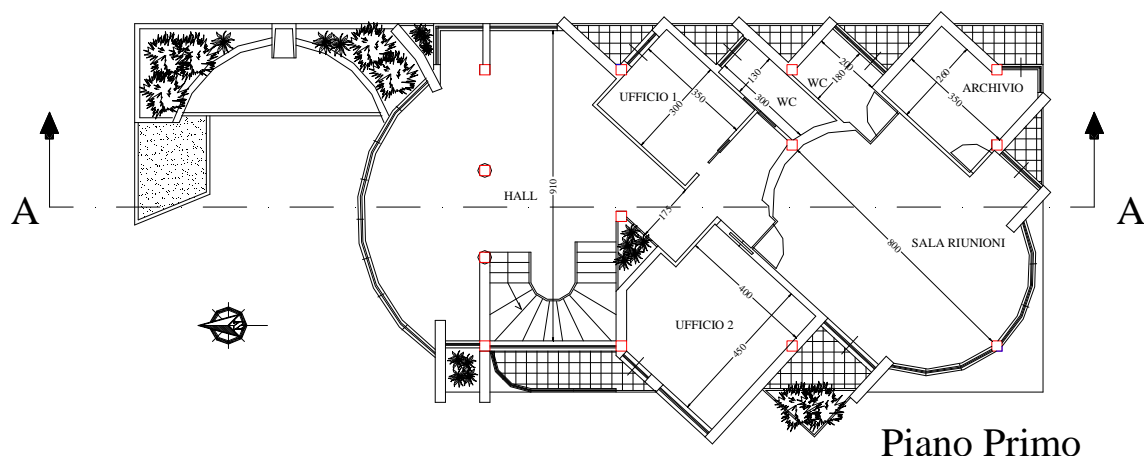 200
130
WC
180
260
UFFICIO 1
350
ARCHIVIO
300
WC
350
300
910
HALL
A
A
175
800
SALA RIUNIONI
400
UFFICIO 2
450
Piano Primo